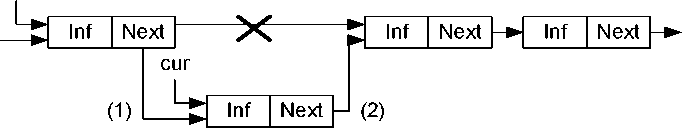 Inf Next Inf Next Inf Next
cur
(1) Inf Next (2)